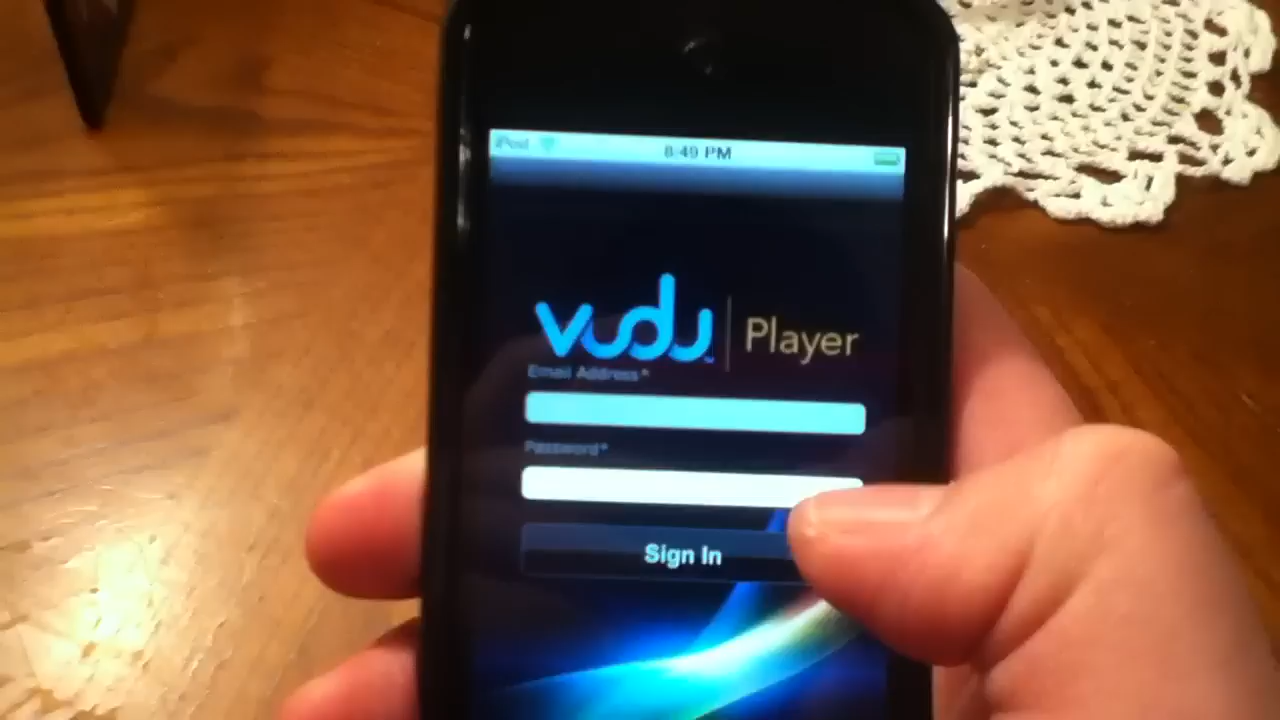 iPod 8:49 PM
vudu Player
Email Address*
Password*
Sign In